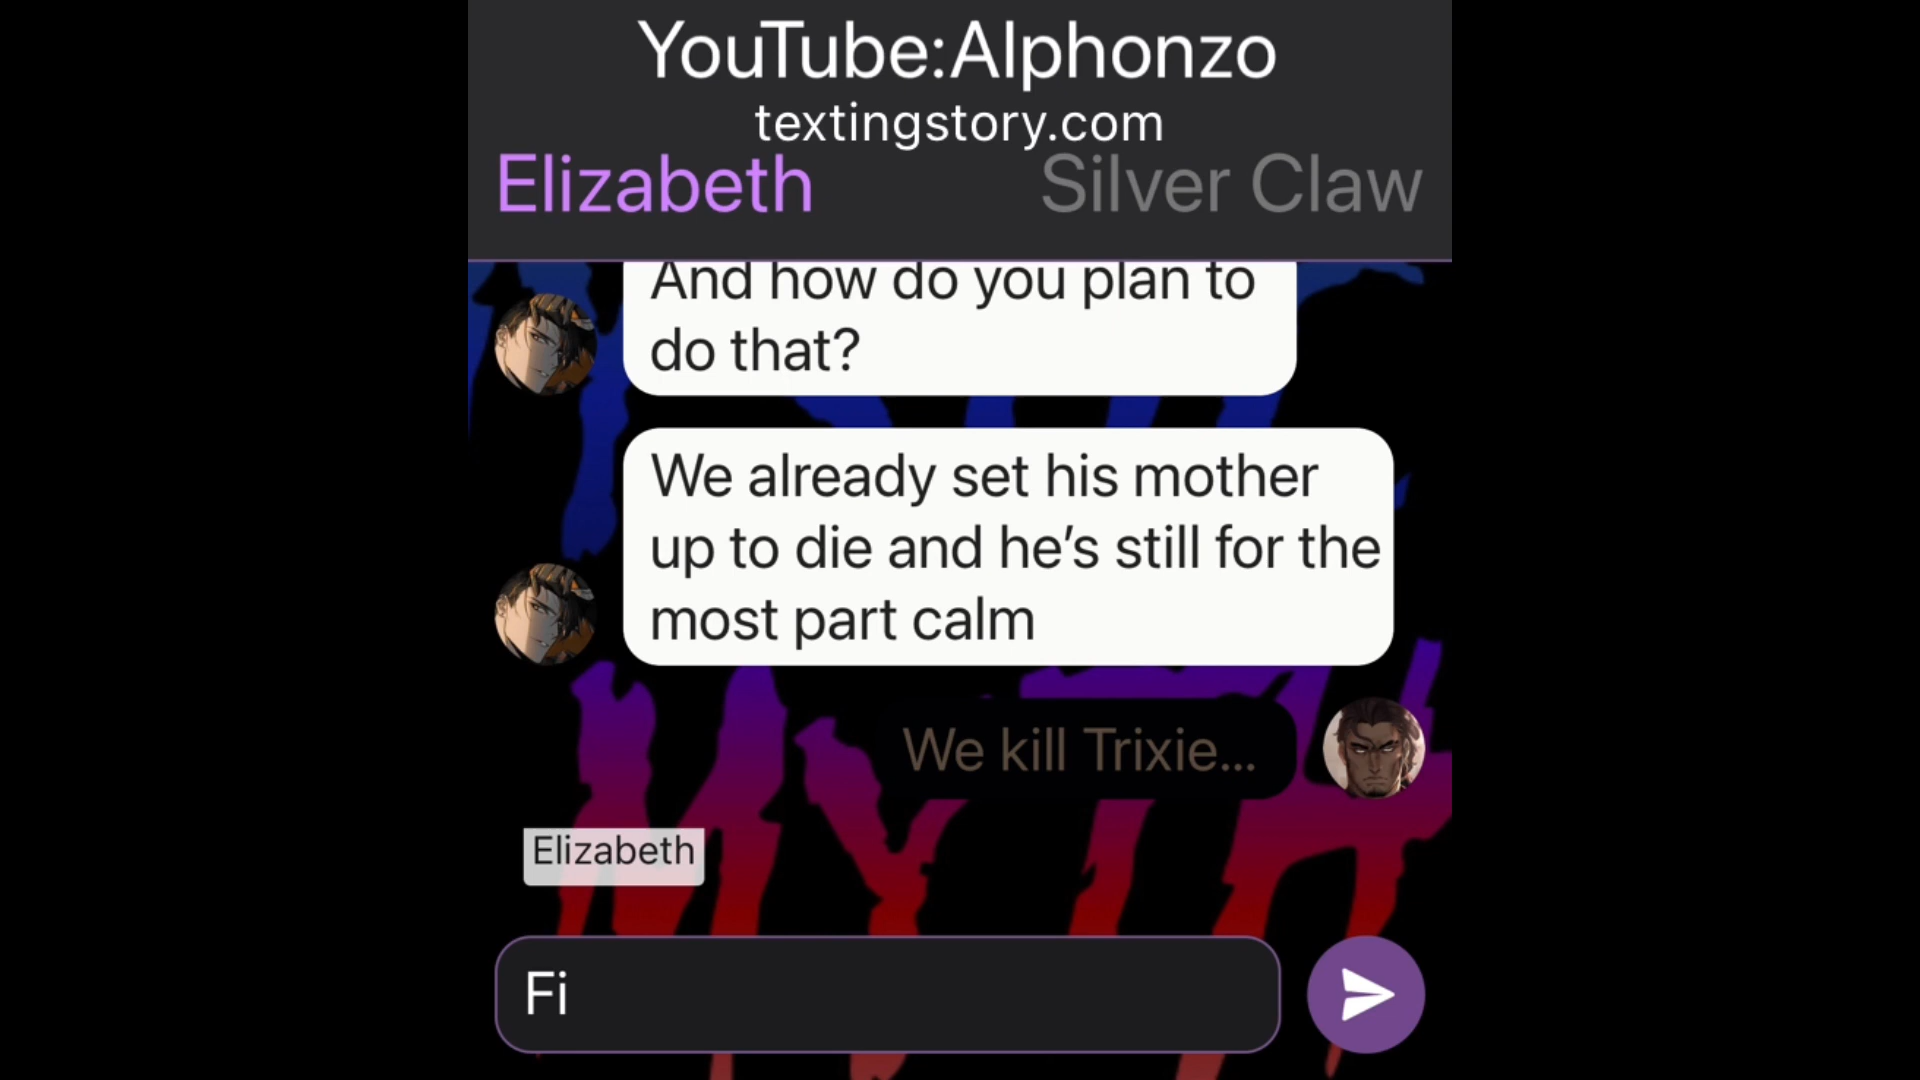 YouTube:Alphonzo
textingstory.com
Elizabeth
Silver Claw
And how do you plan to
do that?
We already set his mother
up to die and he’s still for the
most part calm
We kill Trixie...
Elizabeth
Fi